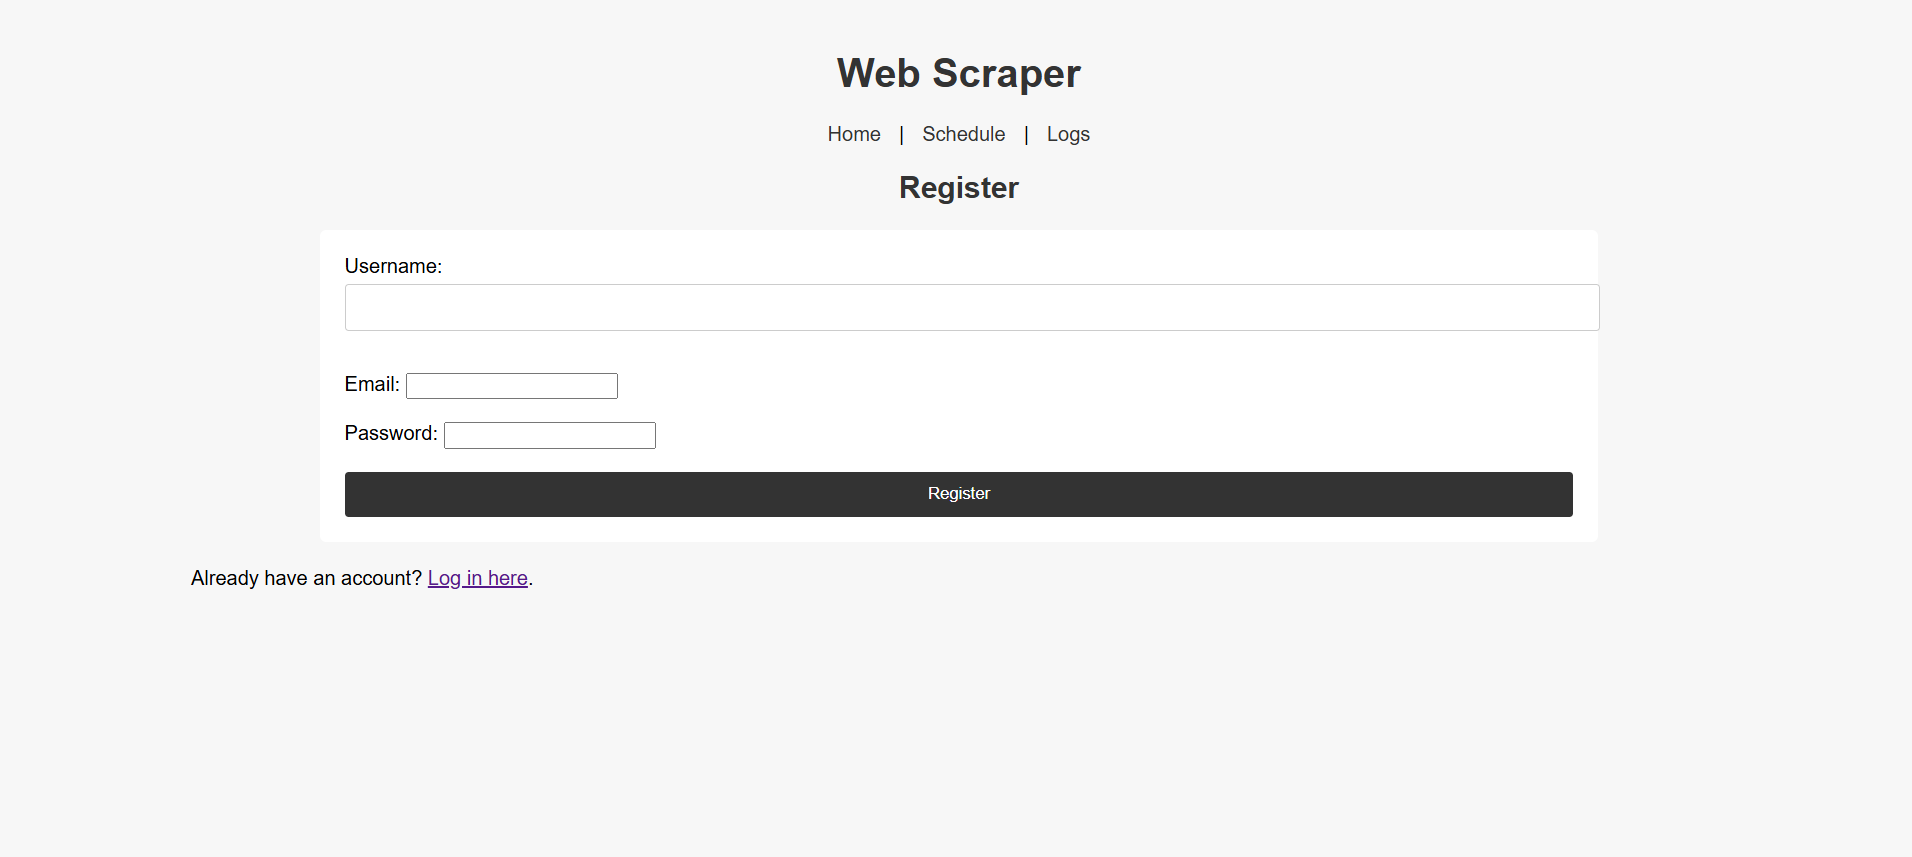 Web Scraper
Home | Schedule | Logs
Register
Username:
Email:
Password:
Register
Already have an account? Log in here.